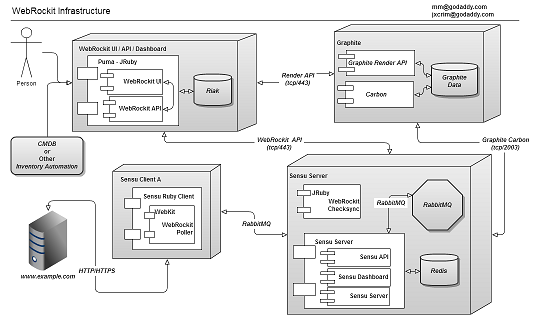 WebRockit Infrastructure
mm@godaddy.com
jxcrim@godaddy.com
Person
WebRockit UI / API / Dashboard
Puma - JRuby
WebRockit UI
WebRockit API
Riak
Render API
(tcp/443)
Graphite
Graphite Render API
Carbon
Graphite
Data
CMDB
or
Other
Inventory Automation
WebRockit API
(tcp/443)
Graphite Carbon
(tcp/2003)
Sensu Client A
Sensu Ruby Client
WebKit
WebRockit
Poller
RabbitMQ
Sensu Server
JRuby
WebRockit
Checksync
RabbitMQ
RabbitMQ
Sensu Server
Sensu API
Sensu Dashboard
Sensu Server
Redis
HTTP/HTTPS
www.example.com